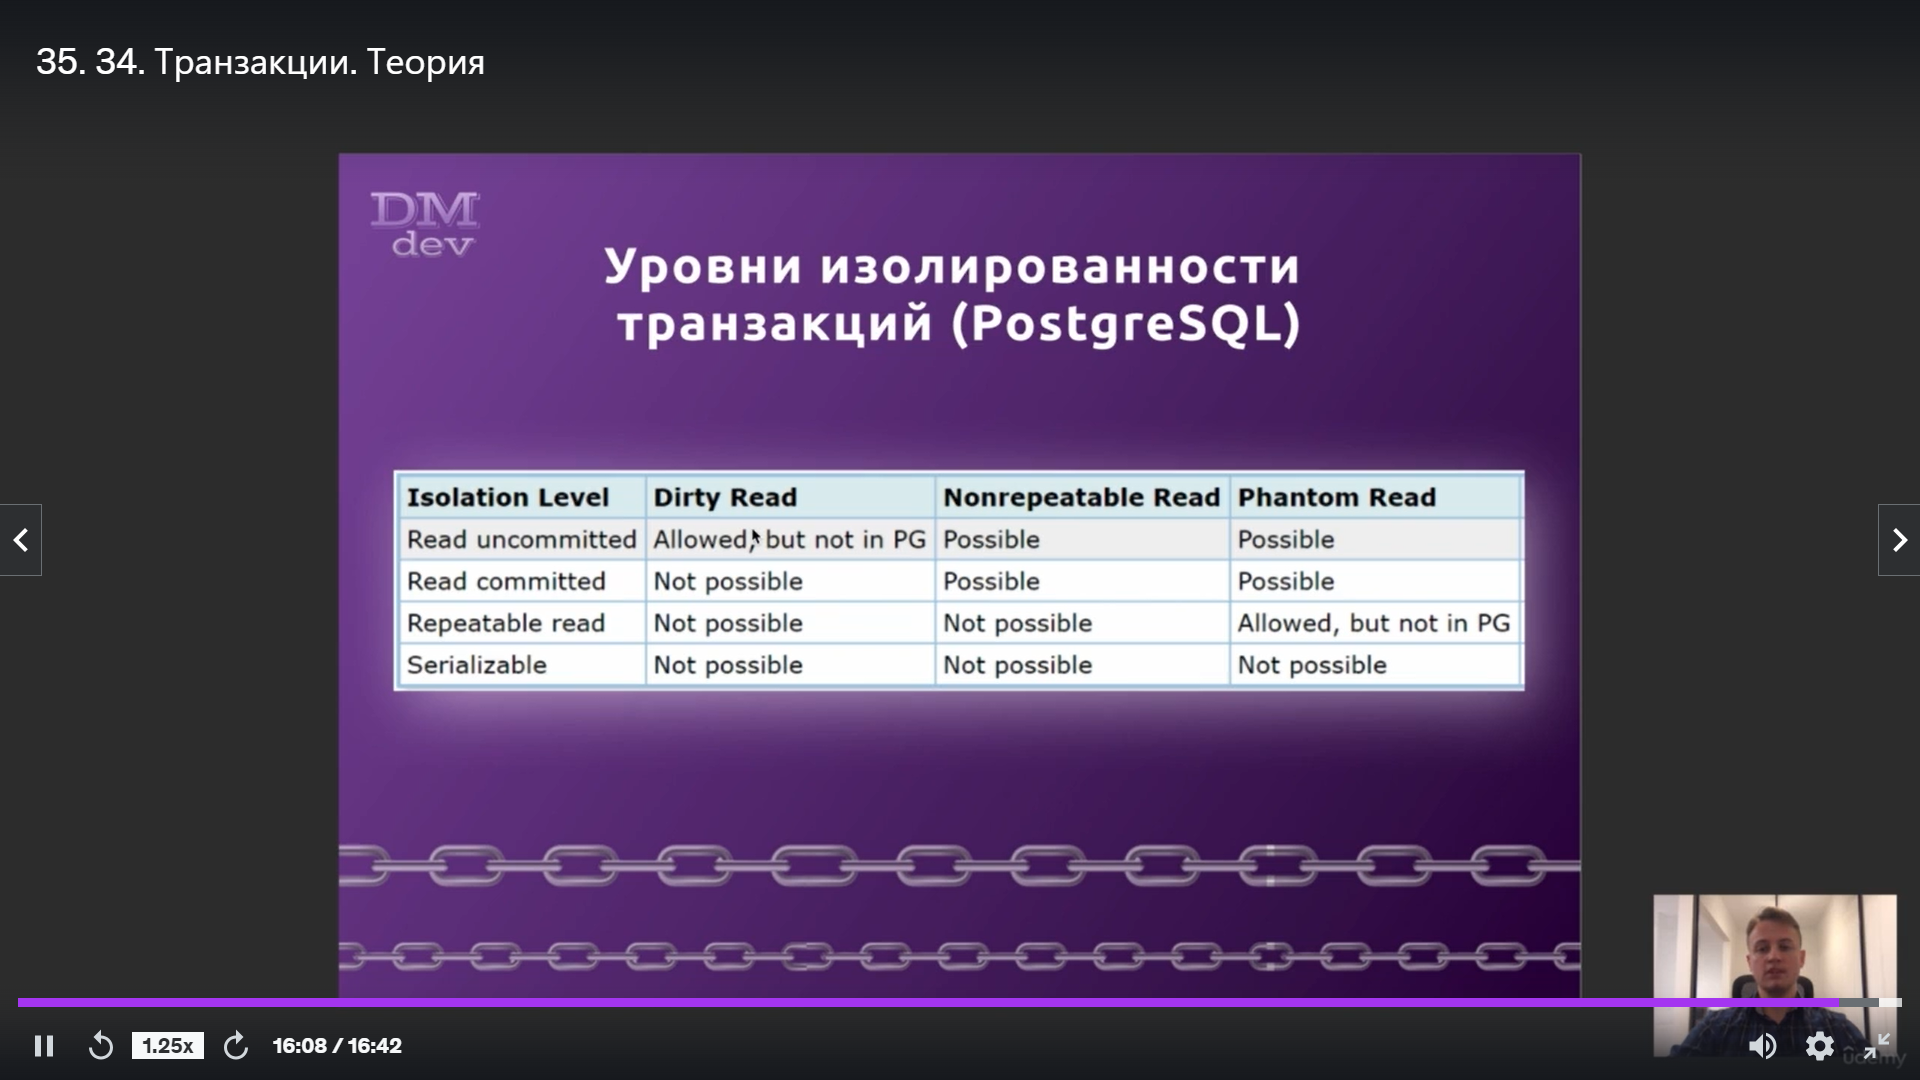 35. 34. Транзакции. Теория
DM
dev
Уровни изолированности
транзакций (PostgreSQL)
Isolation Level Dirty Read Nonrepeatable Read Phantom Read
Read uncommitted Allowed, but not in PG Possible Possible
Read committed Not possible Possible Possible
Repeatable read Not possible Not possible Allowed, but not in PG
Serializable Not possible Not possible Not possible
1.25x 16:08 / 16:42
ûdemy